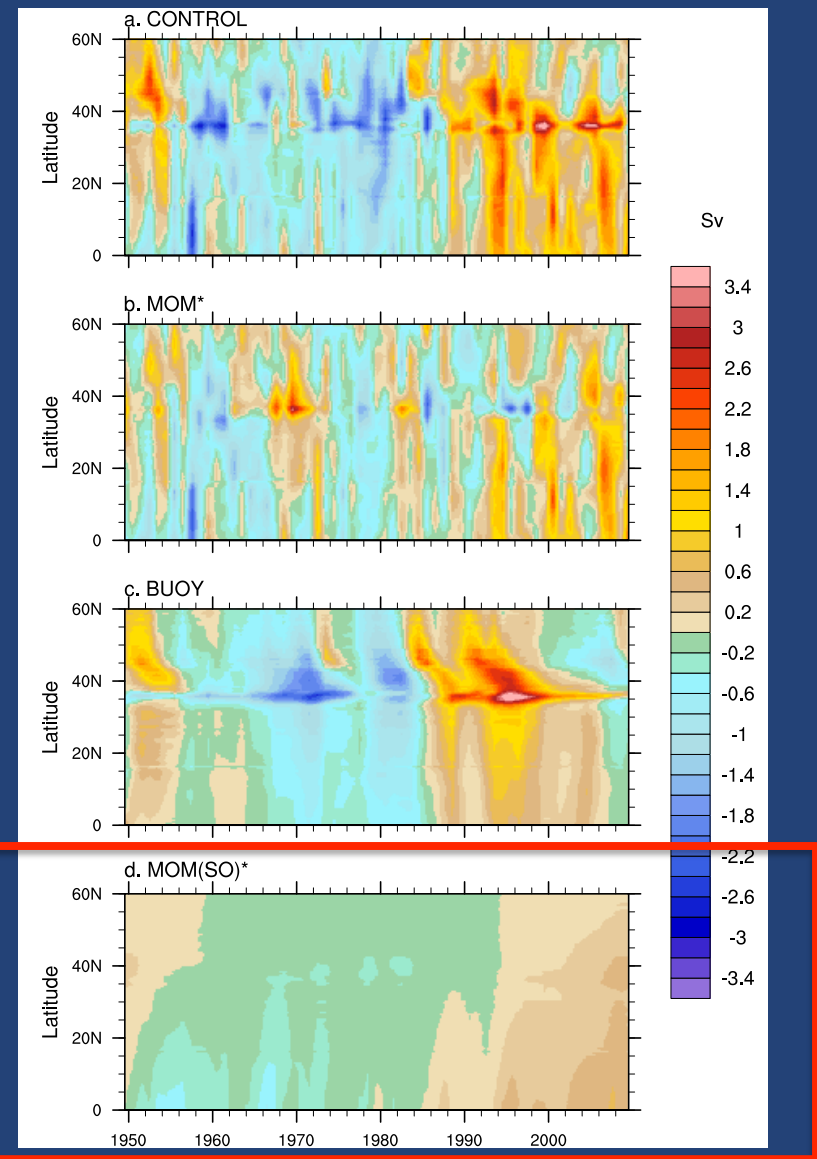 a. CONTROL
60N
40N
20N
0
Latitude
b. MOM*
60N
40N
20N
0
Latitude
c. BUOY
60N
40N
20N
0
Latitude
d. MOM(SO)*
60N
40N
20N
0
Latitude
1950 1960 1970 1980 1990 2000
Sv
3.4
3
2.6
2.2
1.8
1.4
1
0.6
0.2
-0.2
-0.6
-1
-1.4
-1.8
-2.2
-2.6
-3
-3.4